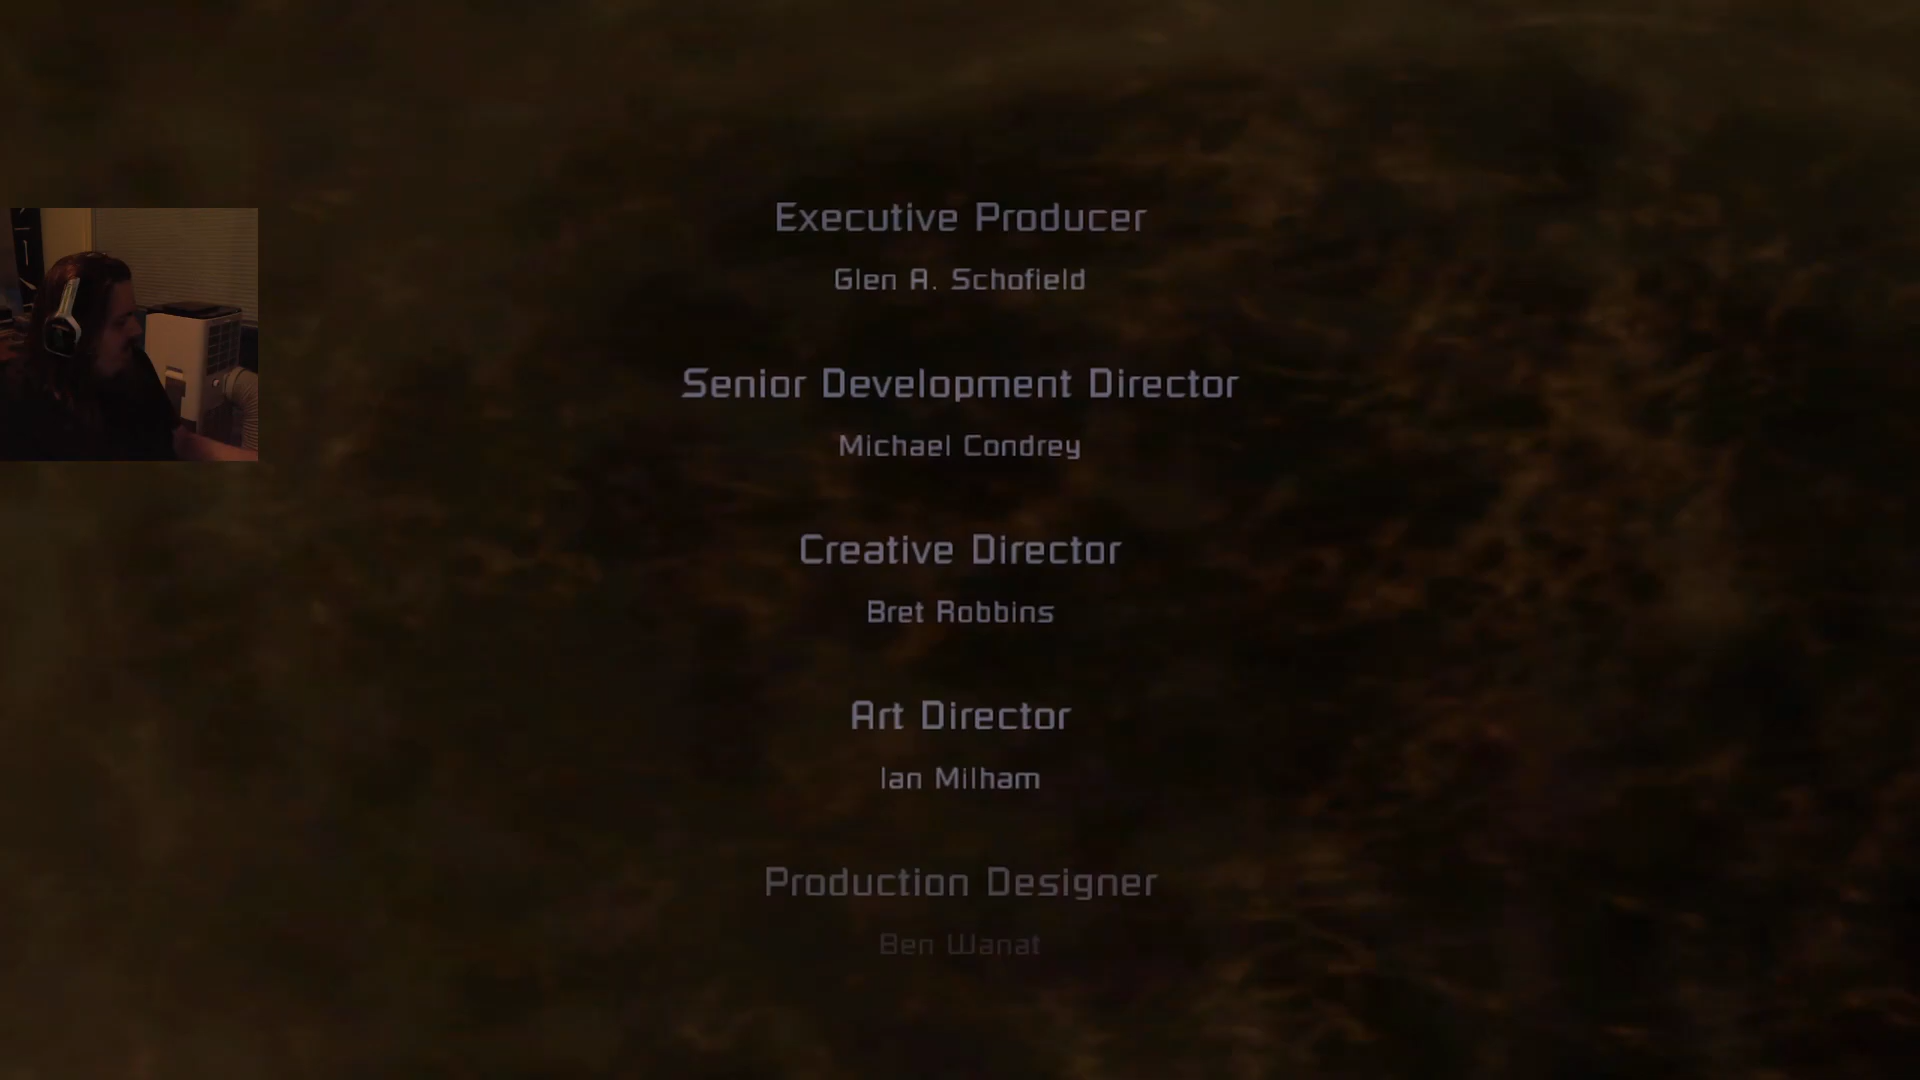 Executive Producer
Glen A. Schofield
Senior Development Director
Michael Condrey
Creative Director
Bret Robbins
Art Director
Ian Milham
Production Designer
Ben Wanat